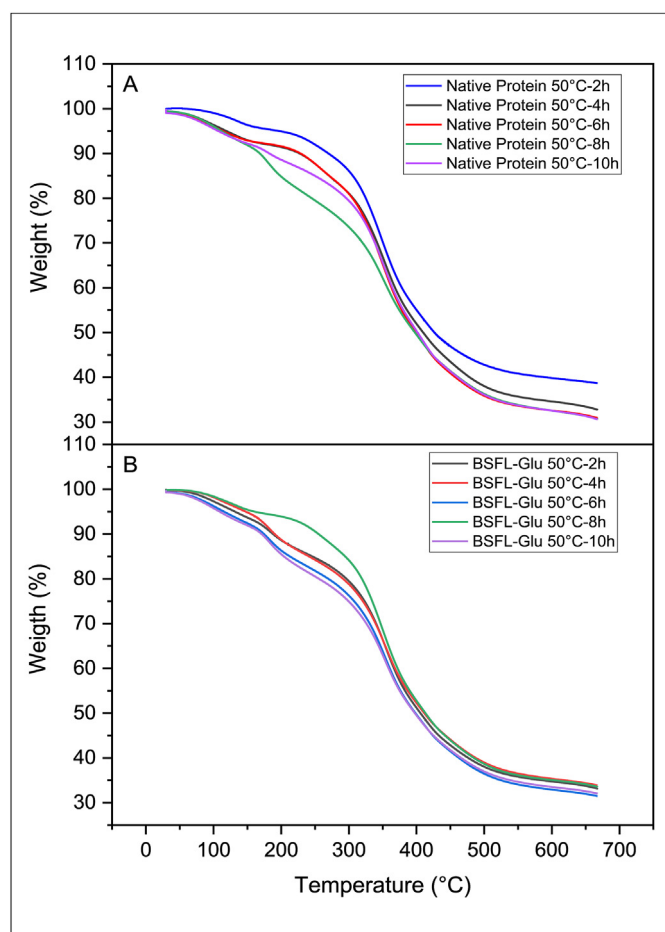 A
110
100
90
80
70
60
50
40
30
Weight (%)
Native Protein 50°C-2h
Native Protein 50°C-4h
Native Protein 50°C-6h
Native Protein 50°C-8h
Native Protein 50°C-10h
B
110
100
90
80
70
60
50
40
30
Weigth (%)
BSFL-Glu 50°C-2h
BSFL-Glu 50°C-4h
BSFL-Glu 50°C-6h
BSFL-Glu 50°C-8h
BSFL-Glu 50°C-10h
0 100 200 300 400 500 600 700
Temperature (°C)